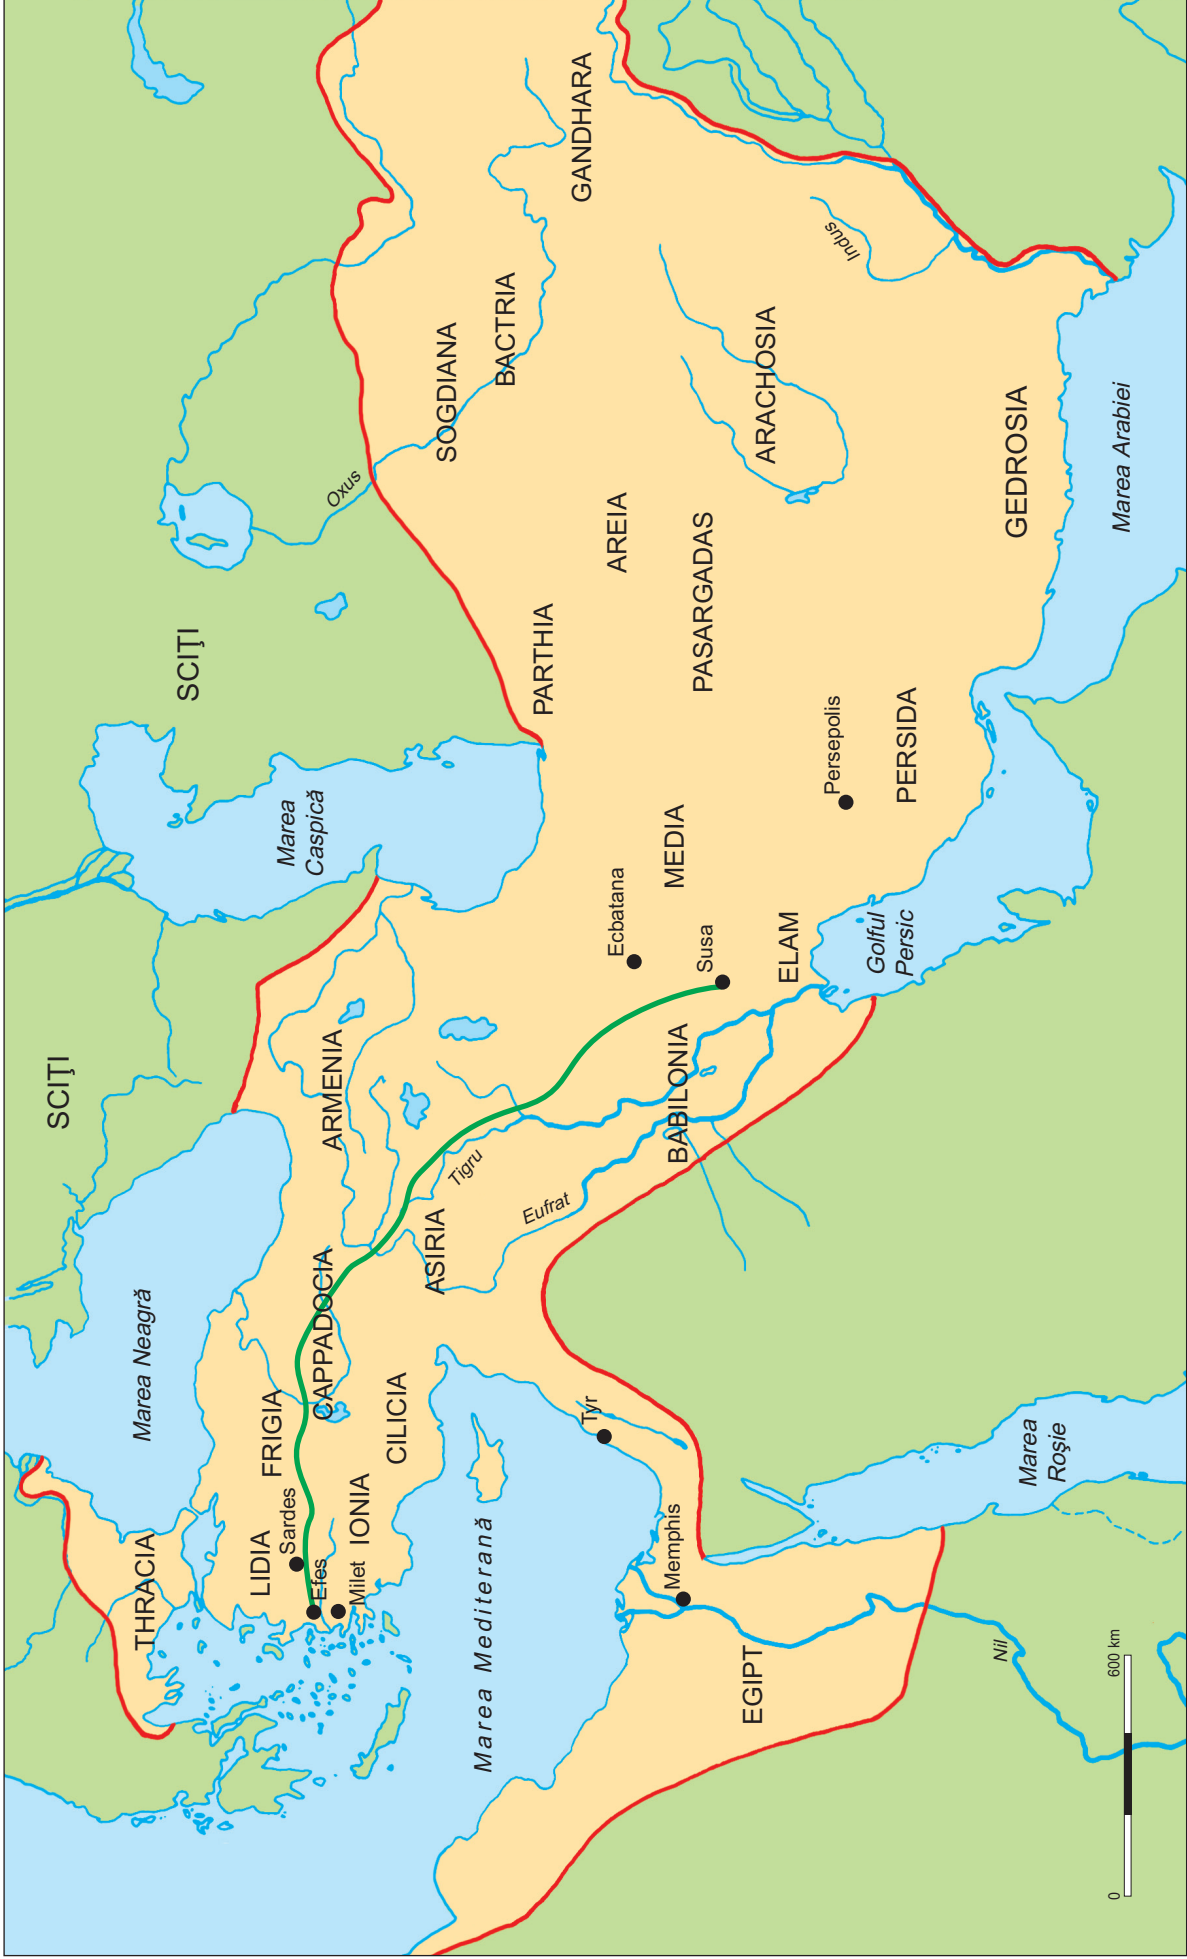 SCIŢI
SCIŢI
Marea Neagră
THRACIA
Marea
Caspică
LIDIA
Sardes
FRIGIA
Efes
Milet
IONIA
CAPPADOCIA
CILICIA
ARMENIA
ASIRIA
Tigru
Eufrat
Oxus
SOGDIANA
BACTRIA
GANDHARA
PARTHIA
AREIA
PASARGADAS
Ecbatana
MEDIA
Susa
ELAM
BABILONIA
Tyr
Marea Mediterană
Memphis
EGIPT
Nil
Marea
Roşie
Golful
Persic
Persepolis
PERSIDA
ARACHOSIA
Indus
GEDROSIA
Marea Arabiei
0
600 km